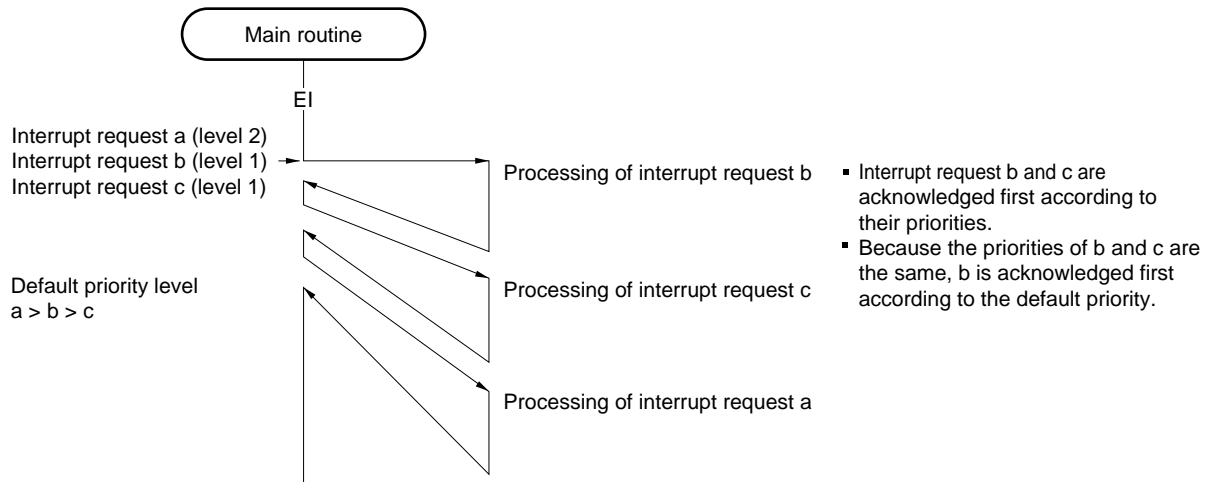 Main routine
EI
Interrupt request a (level 2)
Interrupt request b (level 1)
Interrupt request c (level 1)
Processing of interrupt request b
▪ Interrupt request b and c are
acknowledged first according to
their priorities.
▪ Because the priorities of b and c are
the same, b is acknowledged first
according to the default priority.
Default priority level
a > b > c
Processing of interrupt request c
Processing of interrupt request a